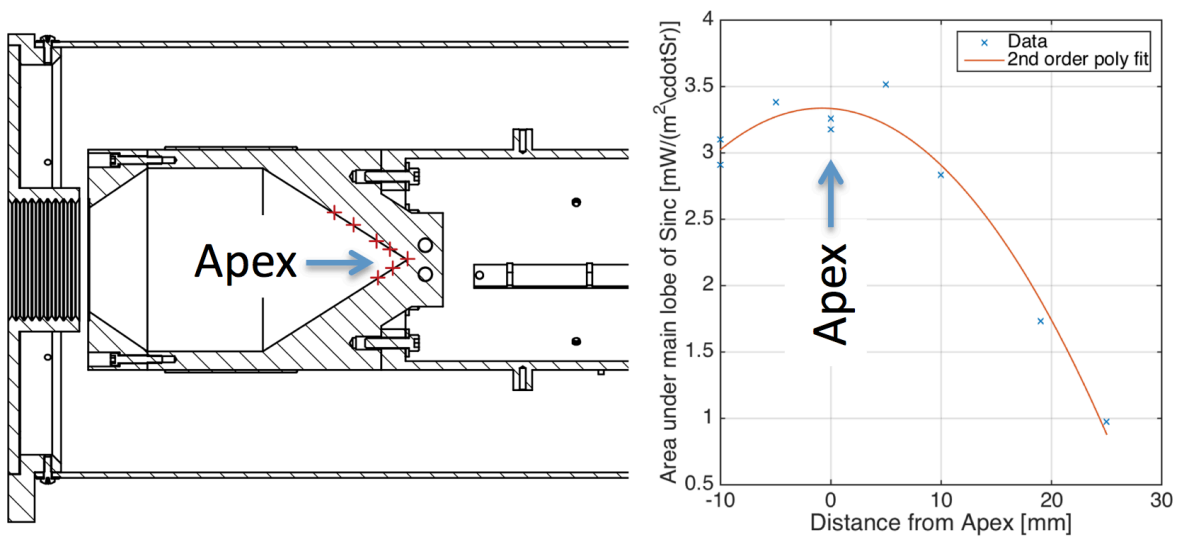 Apex
Area under main lobe of Sinc [mW/(m²\cdotSr)]
4
3.5
3
2.5
2
1.5
1
0.5
Data
2nd order poly fit
Apex
-10
0
10
20
30
Distance from Apex [mm]